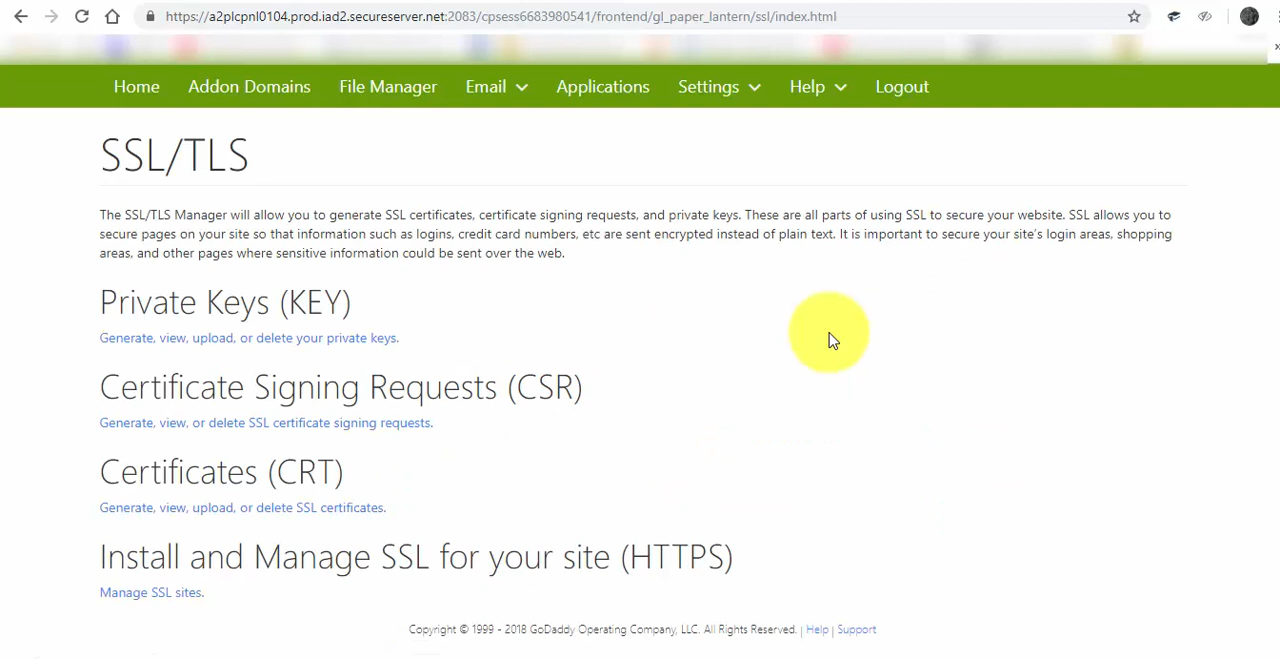 https://a2plcpnl0104.prod.iad2.secureserver.net:2083/cpsess6683980541/frontend/gl_paper_lantern/ssl/index.html
Home Addon Domains File Manager Email Applications Settings Help Logout
SSL/TLS
The SSL/TLS Manager will allow you to generate SSL certificates, certificate signing requests, and private keys. These are all parts of using SSL to secure your website. SSL allows you to
secure pages on your site so that information such as logins, credit card numbers, etc are sent encrypted instead of plain text. It is important to secure your site's login areas, shopping
areas, and other pages where sensitive information could be sent over the web.
Private Keys (KEY)
Generate, view, upload, or delete your private keys.
Certificate Signing Requests (CSR)
Generate, view, or delete SSL certificate signing requests.
Certificates (CRT)
Generate, view, upload, or delete SSL certificates.
Install and Manage SSL for your site (HTTPS)
Manage SSL sites.
Copyright © 1999 - 2018 GoDaddy Operating Company, LLC. All Rights Reserved. | Help | Support